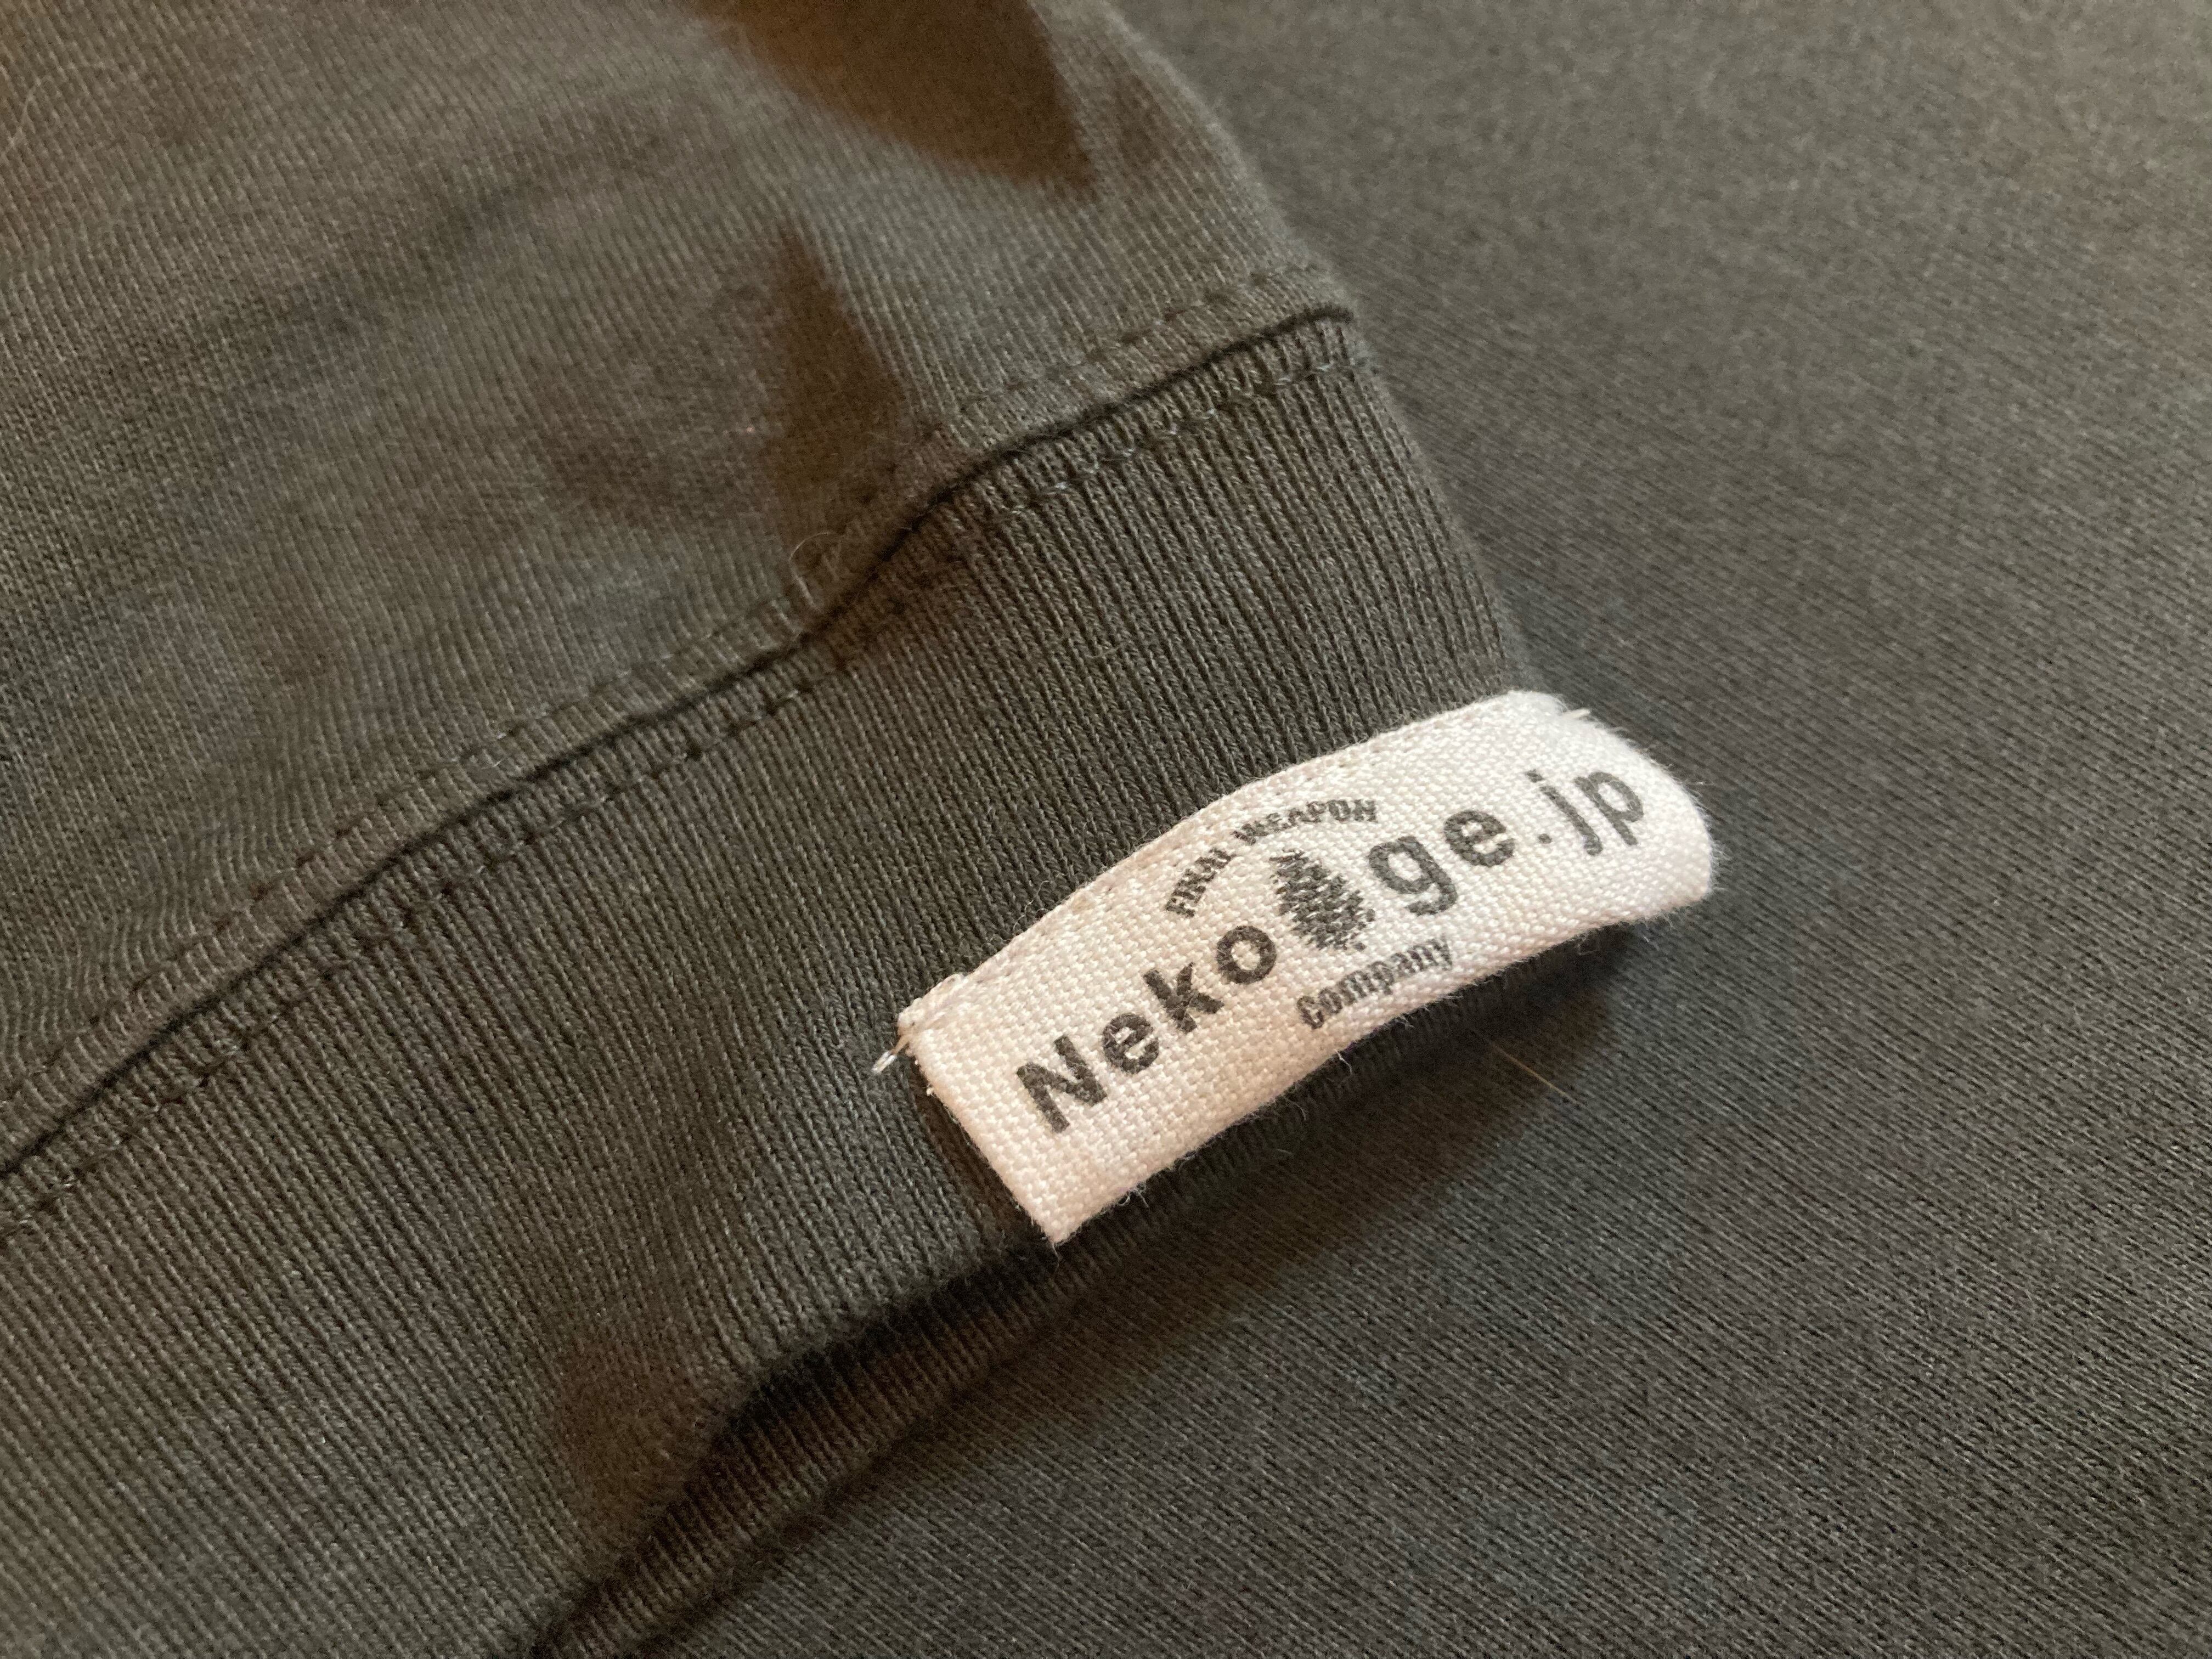 FINAL WEAPON
Neko ge.jp
Company